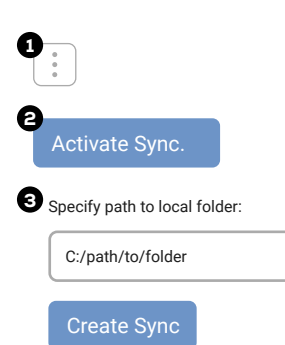 1
2
Activate Sync.
3
Specify path to local folder:
C:/path/to/folder
Create Sync